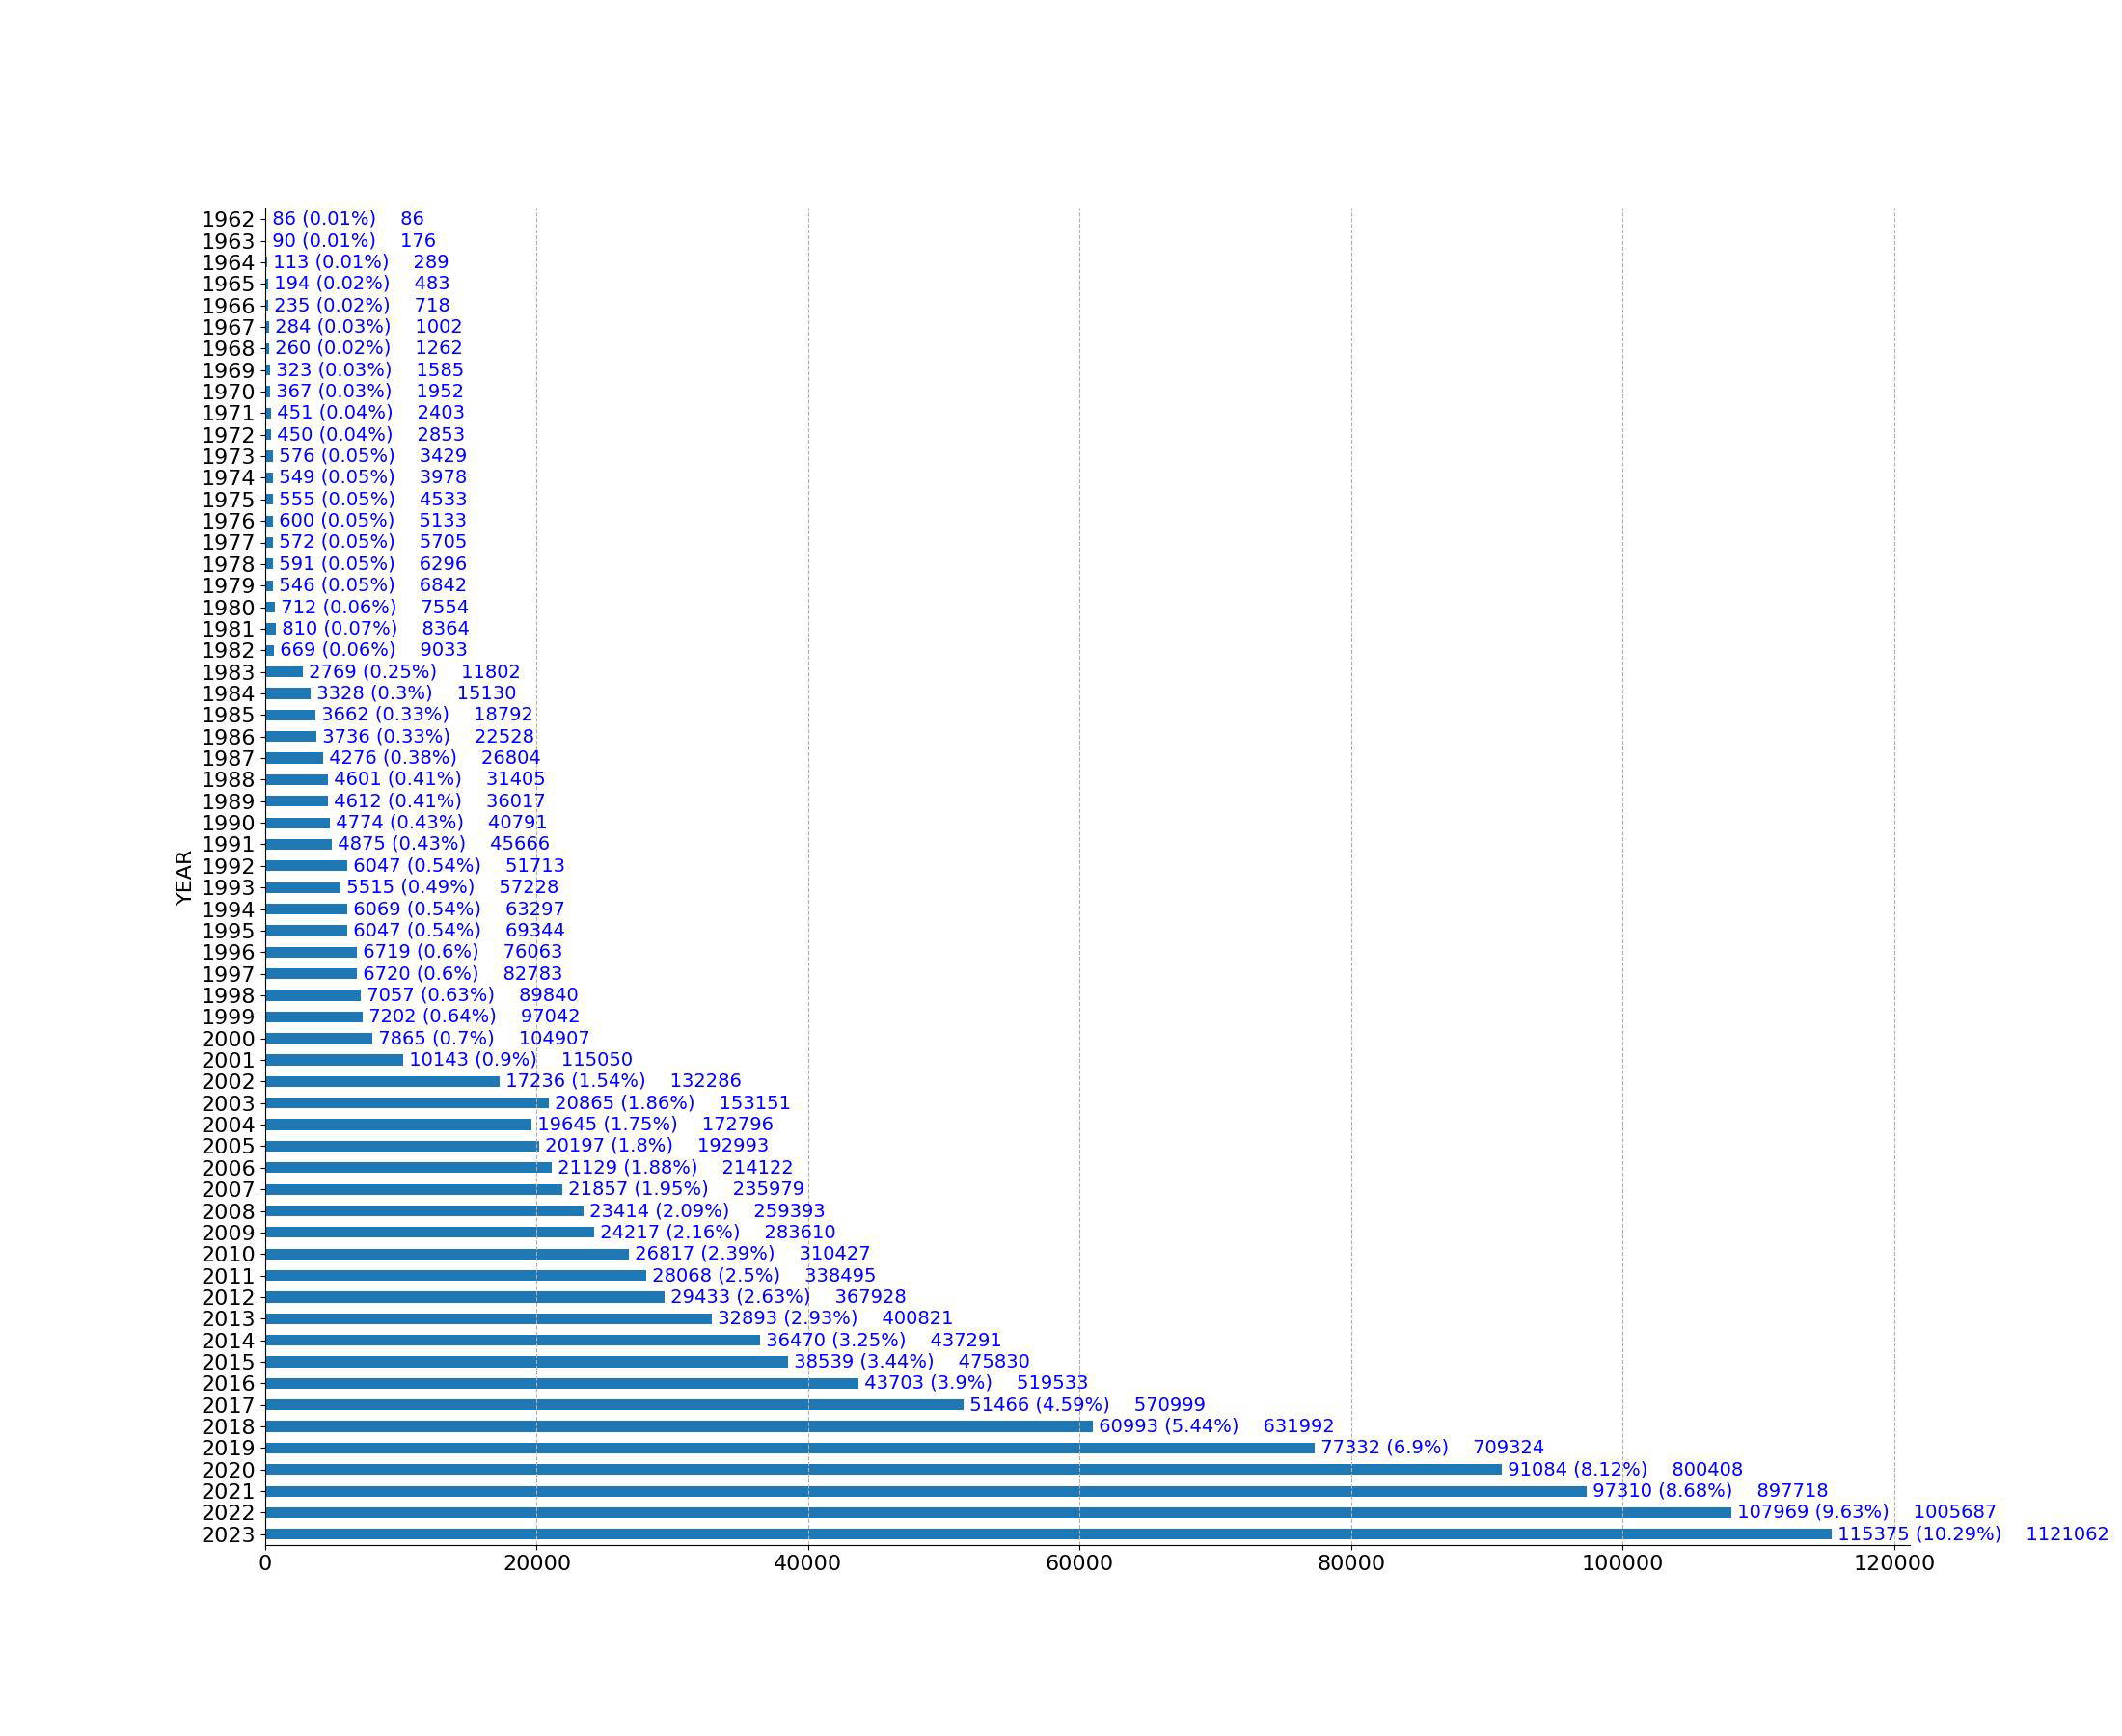 1962 86 (0.01%) 86
1963 90 (0.01%) 176
1964 113 (0.01%) 289
1965 194 (0.02%) 483
1966 235 (0.02%) 718
1967 284 (0.03%) 1002
1968 260 (0.02%) 1262
1969 323 (0.03%) 1585
1970 367 (0.03%) 1952
1971 451 (0.04%) 2403
1972 450 (0.04%) 2853
1973 576 (0.05%) 3429
1974 549 (0.05%) 3978
1975 555 (0.05%) 4533
1976 600 (0.05%) 5133
1977 572 (0.05%) 5705
1978 591 (0.05%) 6296
1979 546 (0.05%) 6842
1980 712 (0.06%) 7554
1981 810 (0.07%) 8364
1982 669 (0.06%) 9033
1983 2769 (0.25%) 11802
1984 3328 (0.3%) 15130
1985 3662 (0.33%) 18792
1986 3736 (0.33%) 22528
1987 4276 (0.38%) 26804
1988 4601 (0.41%) 31405
1989 4612 (0.41%) 36017
1990 4774 (0.43%) 40791
1991 4875 (0.43%) 45666
1992 6047 (0.54%) 51713
1993 5515 (0.49%) 57228
1994 6069 (0.54%) 63297
1995 6047 (0.54%) 69344
1996 6719 (0.6%) 76063
1997 6720 (0.6%) 82783
1998 7057 (0.63%) 89840
1999 7202 (0.64%) 97042
2000 7865 (0.7%) 104907
2001 10143 (0.9%) 115050
2002 17236 (1.54%) 132286
2003 20865 (1.86%) 153151
2004 19645 (1.75%) 172796
2005 20197 (1.8%) 192993
2006 21129 (1.88%) 214122
2007 21857 (1.95%) 235979
2008 23414 (2.09%) 259393
2009 24217 (2.16%) 283610
2010 26817 (2.39%) 310427
2011 28068 (2.5%) 338495
2012 29433 (2.63%) 367928
2013 32893 (2.93%) 400821
2014 36470 (3.25%) 437291
2015 38539 (3.44%) 475830
2016 43703 (3.9%) 519533
2017 51466 (4.59%) 570999
2018 60993 (5.44%) 631992
2019 77332 (6.9%) 709324
2020 91084 (8.12%) 800408
2021 97310 (8.68%) 897718
2022 107969 (9.63%) 1005687
2023 115375 (10.29%) 1121062
0 20000 40000 60000 80000 100000 120000
YEAR